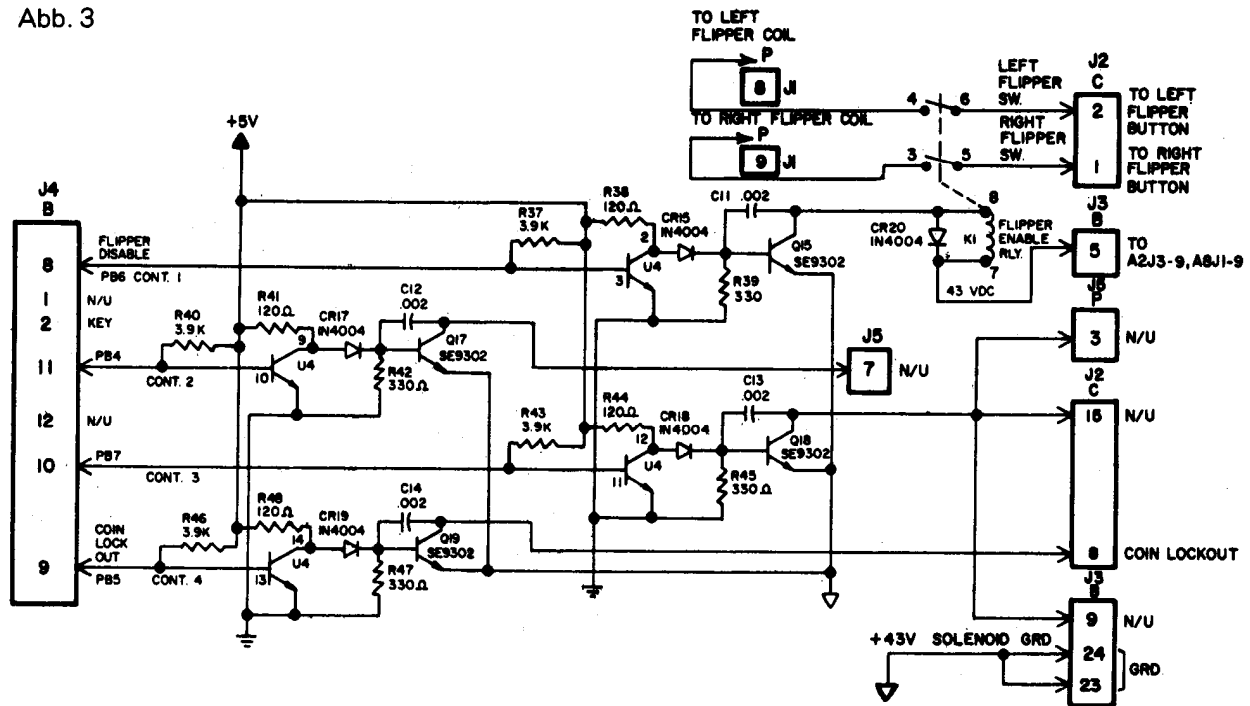 Abb. 3
TO LEFT
FLIPPER COIL
P
8 J1
TO RIGHT FLIPPER COIL
P
9 J1
4 6
3 5
LEFT
FLIPPER
SW.
RIGHT
FLIPPER
SW.
J2
C
2
TO LEFT
FLIPPER
BUTTON
1
TO RIGHT
FLIPPER
BUTTON
J3
B
5
TO
A2J3-9, A8J1-9
J5
P
3 N/U
J2
C
15 N/U
8 COIN LOCKOUT
J3
B
9 N/U
24
23
GRD
+43V SOLENOID GRD
+5V
J4
B
8
FLIPPER
DISABLE
PB6 CONT. 1
1 N/U
2 KEY
11 PB4
CONT. 2
12 N/U
10 PB7
CONT. 3
COIN
LOCK
OUT
9 PB5
CONT. 4
R37
3.9K
R38
120Ω
2
3
U4
CR15
IN4004
C11 .002
Q15
SE9302
R39
330
CR20
IN4004
8
K1
FLIPPER
ENABLE
RLY.
7
43 VDC
R40
3.9K
R41
120Ω
9
10
U4
CR17
IN4004
C12
.002
Q17
SE9302
R42
330Ω
J5
7 N/U
R43
3.9K
R44
120Ω
12
11
U4
CR18
IN4004
C13
.002
Q18
SE9302
R45
330Ω
R46
3.9K
R48
120Ω
14
13
U4
CR19
IN4004
C14
.002
Q19
SE9302
R47
330Ω